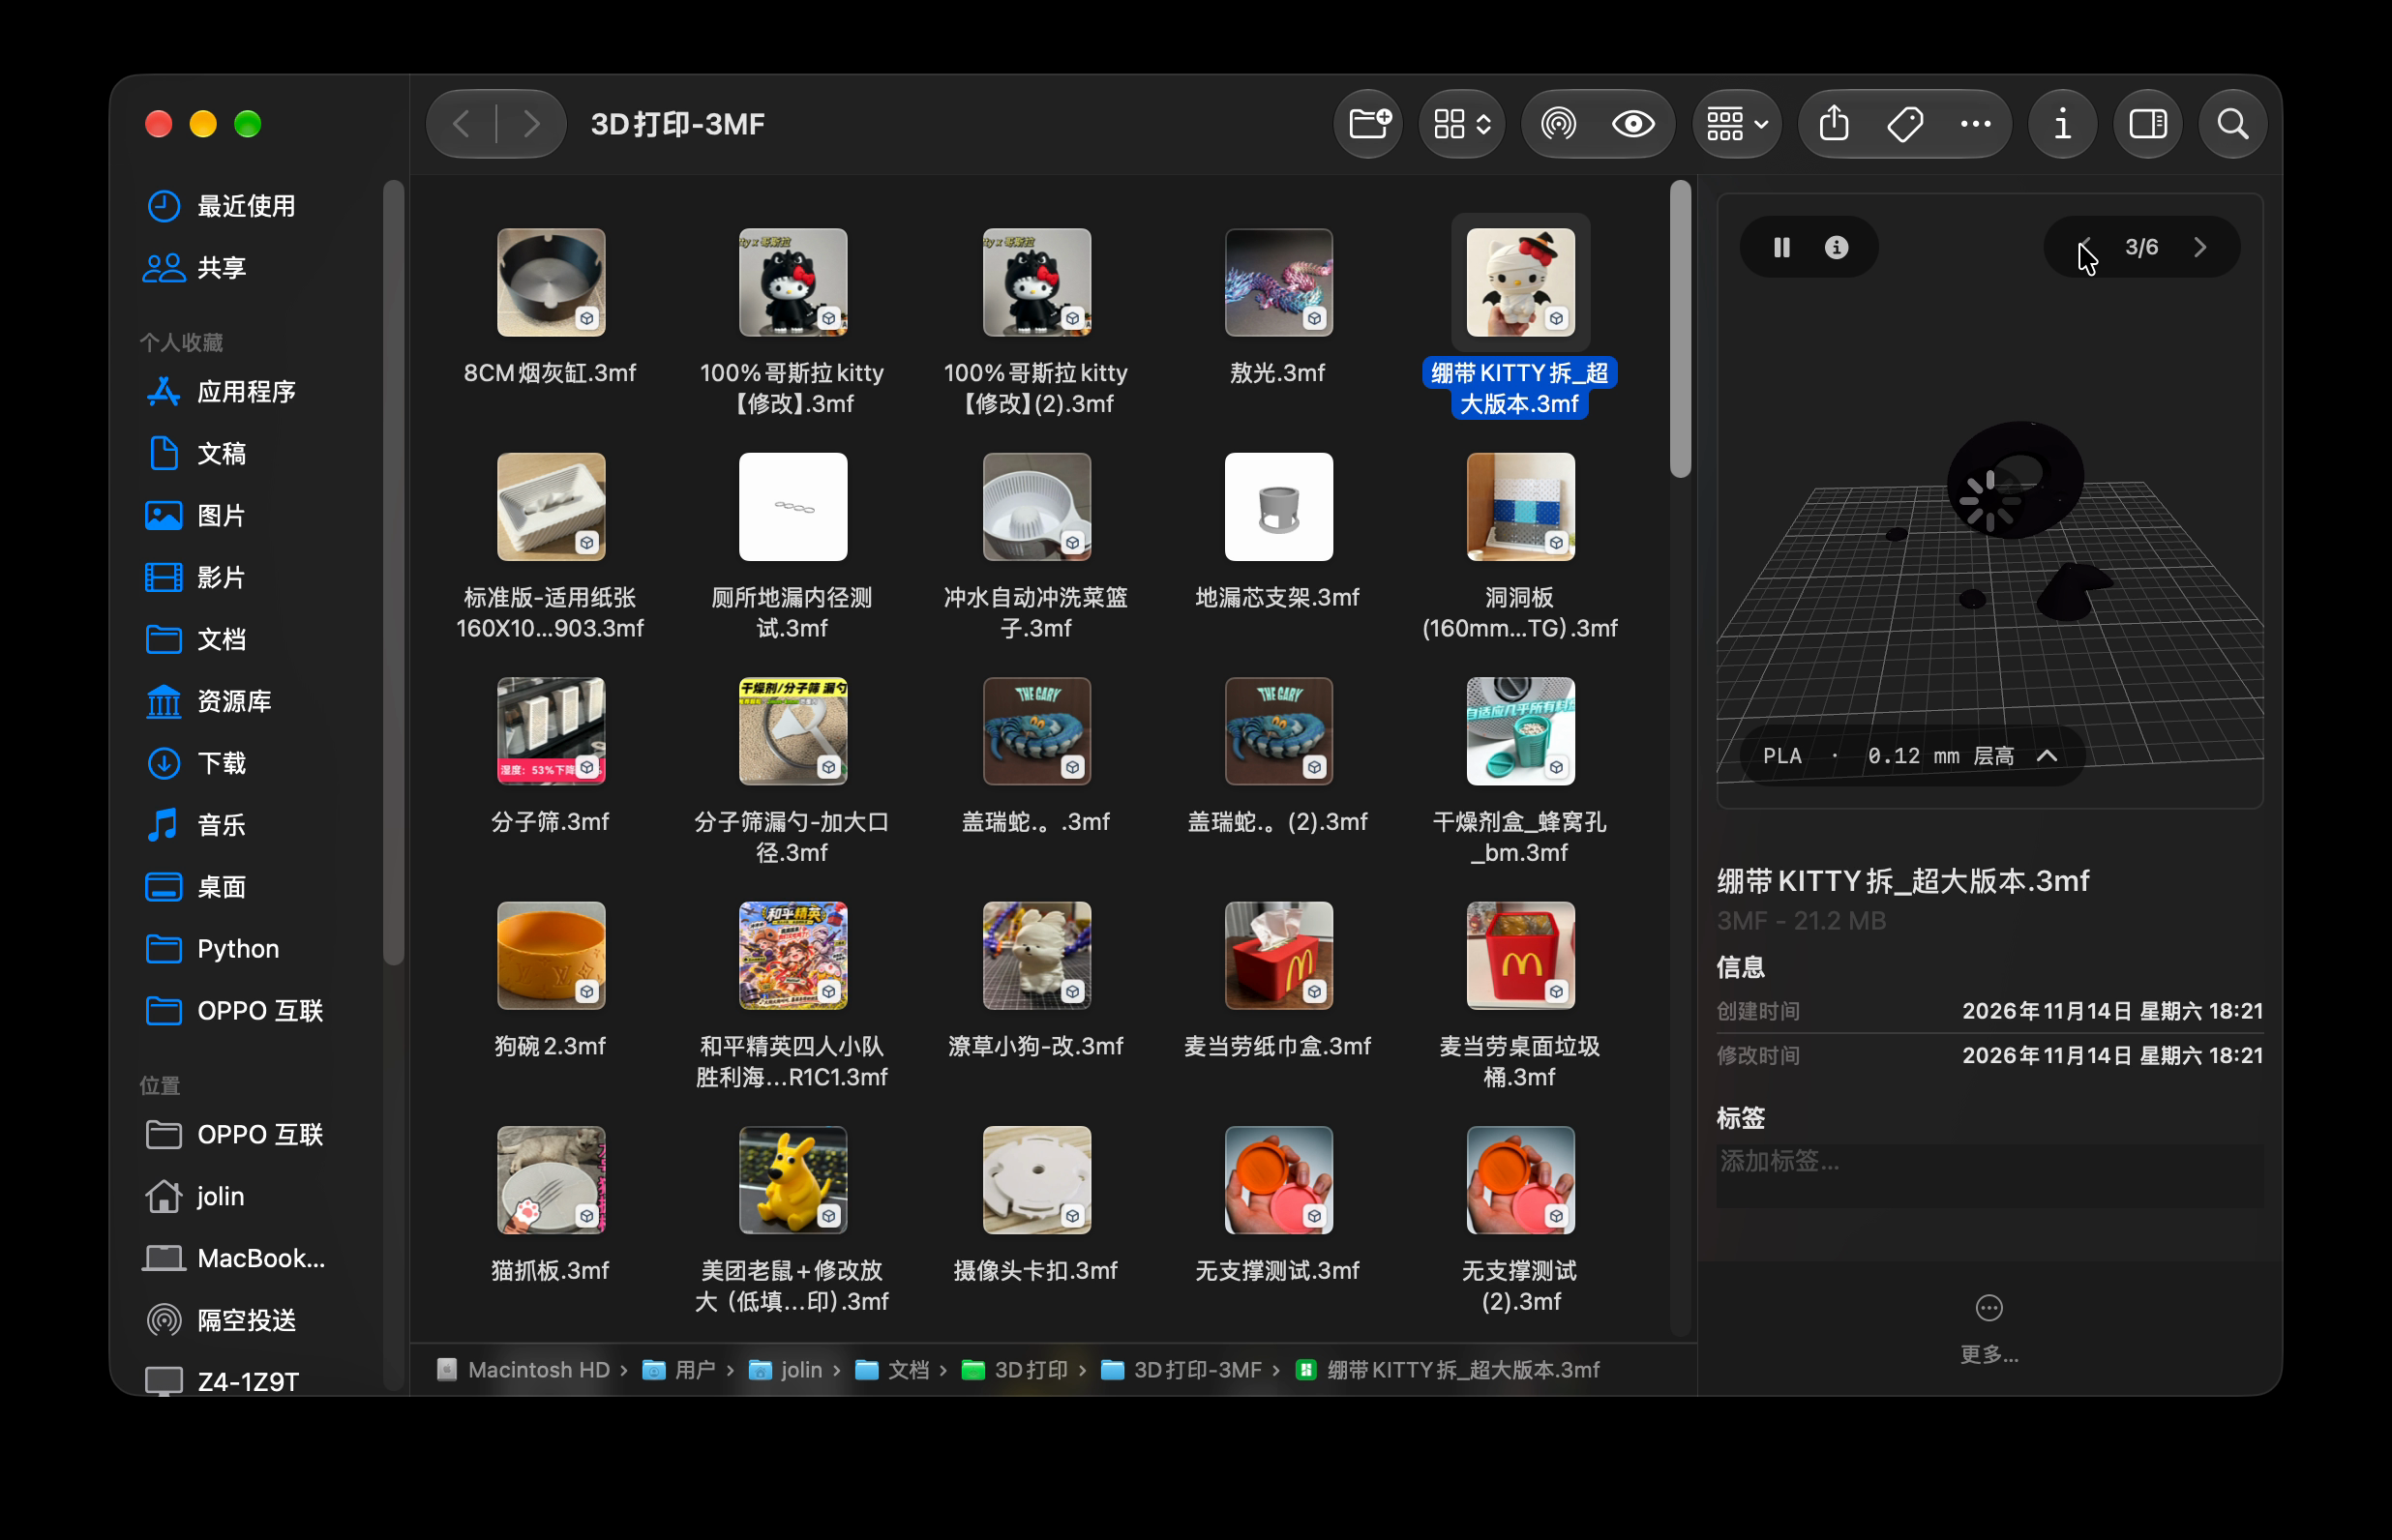 3D打印-3MF
最近使用
共享
个人收藏
应用程序
文稿
图片
影片
文档
资源库
下载
音乐
桌面
Python
OPPO 互联
位置
OPPO 互联
jolin
MacBook...
隔空投送
Z4-1Z9T
8CM烟灰缸.3mf
100%哥斯拉kitty
【修改】.3mf
100%哥斯拉kitty
【修改】(2).3mf
敖光.3mf
绷带KITTY拆_超
大版本.3mf
标准版-适用纸张
160X10...903.3mf
厕所地漏内径测
试.3mf
冲水自动冲洗菜篮
子.3mf
地漏芯支架.3mf
洞洞板
(160mm...TG).3mf
干燥剂/分子筛 漏勺
THE GARY
THE GARY
分子筛.3mf
分子筛漏勺-加大口
径.3mf
盖瑞蛇.。.3mf
盖瑞蛇.。(2).3mf
干燥剂盒_蜂窝孔
_bm.3mf
和平精英
狗碗2.3mf
和平精英四人小队
胜利海...R1C1.3mf
潦草小狗-改.3mf
麦当劳纸巾盒.3mf
麦当劳桌面垃圾
桶.3mf
猫抓板.3mf
美团老鼠+修改放
大（低填...印）.3mf
摄像头卡扣.3mf
无支撑测试.3mf
无支撑测试
(2).3mf
Macintosh HD › 用户 › jolin › 文档 › 3D打印 › 3D打印-3MF › 绷带KITTY拆_超大版本.3mf
3/6
PLA · 0.12 mm 层高
绷带KITTY拆_超大版本.3mf
3MF - 21.2 MB
信息
创建时间 2026年11月14日 星期六 18:21
修改时间 2026年11月14日 星期六 18:21
标签
添加标签...
更多...